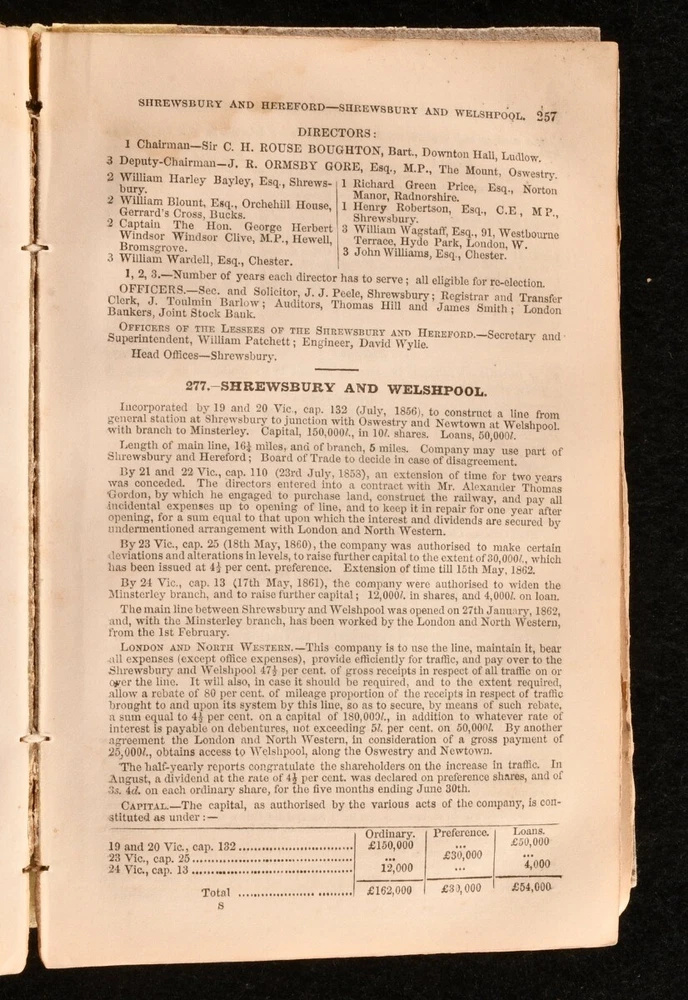 SHREWSBURY AND HEREFORD—SHREWSBURY AND WELSHPOOL. 257
DIRECTORS:
1 Chairman—Sir C. H. ROUSE BOUGHTON, Bart., Downton Hall, Ludlow.
3 Deputy-Chairman—J. R. ORMSBY GORE, Esq., M.P., The Mount, Oswestry.
2 William Harley Bayley, Esq., Shrews-
bury.
2 William Blount, Esq., Orchehill House,
Gerrard's Cross, Bucks.
2 Captain The Hon. George Herbert
Windsor Windsor Clive, M.P., Hewell,
Bromsgrove.
3 William Wardell, Esq., Chester.
1 Richard Green Price, Esq., Norton
Manor, Radnorshire.
1 Henry Robertson, Esq., C.E, M P.,
Shrewsbury.
3 William Wagstaff, Esq., 91, Westbourne
Terrace, Hyde Park, London, W.
3 John Williams, Esq., Chester.
1, 2, 3.—Number of years each director has to serve; all eligible for re-election.
OFFICERS.—Sec. and Solicitor, J. J. Peele, Shrewsbury; Registrar and Transfer
Clerk, J. Toulmin Barlow; Auditors, Thomas Hill and James Smith; London
Bankers, Joint Stock Bank.
OFFICERS OF THE LESSEES OF THE SHREWSBURY AND HEREFORD.—Secretary and
Superintendent, William Patchett; Engineer, David Wylie.
Head Offices—Shrewsbury.
277.—SHREWSBURY AND WELSHPOOL.
Incorporated by 19 and 20 Vic., cap. 132 (July, 1856), to construct a line from
general station at Shrewsbury to junction with Oswestry and Newtown at Welshpool,
with branch to Minsterley. Capital, 150,000l., in 10l. shares. Loans, 50,000l.
Length of main line, 16¼ miles, and of branch, 5 miles. Company may use part of
Shrewsbury and Hereford; Board of Trade to decide in case of disagreement.
By 21 and 22 Vic., cap. 110 (23rd July, 1858), an extension of time for two years
was conceded. The directors entered into a contract with Mr. Alexander Thomas
Gordon, by which he engaged to purchase land, construct the railway, and pay all
incidental expenses up to opening of line, and to keep it in repair for one year after
opening, for a sum equal to that upon which the interest and dividends are secured by
undermentioned arrangement with London and North Western.
By 23 Vic., cap. 25 (18th May, 1860), the company was authorised to make certain
deviations and alterations in levels, to raise further capital to the extent of 30,000l., which
has been issued at 4½ per cent. preference. Extension of time till 15th May, 1862.
By 24 Vic., cap. 13 (17th May, 1861), the company were authorised to widen the
Minsterley branch, and to raise further capital; 12,000l. in shares, and 4,000l. on loan.
The main line between Shrewsbury and Welshpool was opened on 27th January, 1862,
and, with the Minsterley branch, has been worked by the London and North Western,
from the 1st February.
LONDON AND NORTH WESTERN.—This company is to use the line, maintain it, bear
all expenses (except office expenses), provide efficiently for traffic, and pay over to the
Shrewsbury and Welshpool 47½ per cent. of gross receipts in respect of all traffic on or
over the line. It will also, in case it should be required, and to the extent required,
allow a rebate of 80 per cent. of mileage proportion of the receipts in respect of traffic
brought to and upon its system by this line, so as to secure, by means of such rebate,
a sum equal to 4½ per cent. on a capital of 180,000l., in addition to whatever rate of
interest is payable on debentures, not exceeding 5l. per cent. on 50,000l. By another
agreement the London and North Western, in consideration of a gross payment of
25,000l., obtains access to Welshpool, along the Oswestry and Newtown.
The half-yearly reports congratulate the shareholders on the increase in traffic. In
August, a dividend at the rate of 4½ per cent. was declared on preference shares, and of
3s. 4d. on each ordinary share, for the five months ending June 30th.
CAPITAL.—The capital, as authorised by the various acts of the company, is con-
stituted as under:—
Ordinary. Preference. Loans.
19 and 20 Vic., cap. 132 .............................. £150,000 ... £50,000
23 Vic., cap. 25 .............................. ... £30,000 ...
24 Vic., cap. 13 .............................. 12,000 ... 4,000
Total .................... £162,000 £30,000 £54,000
S